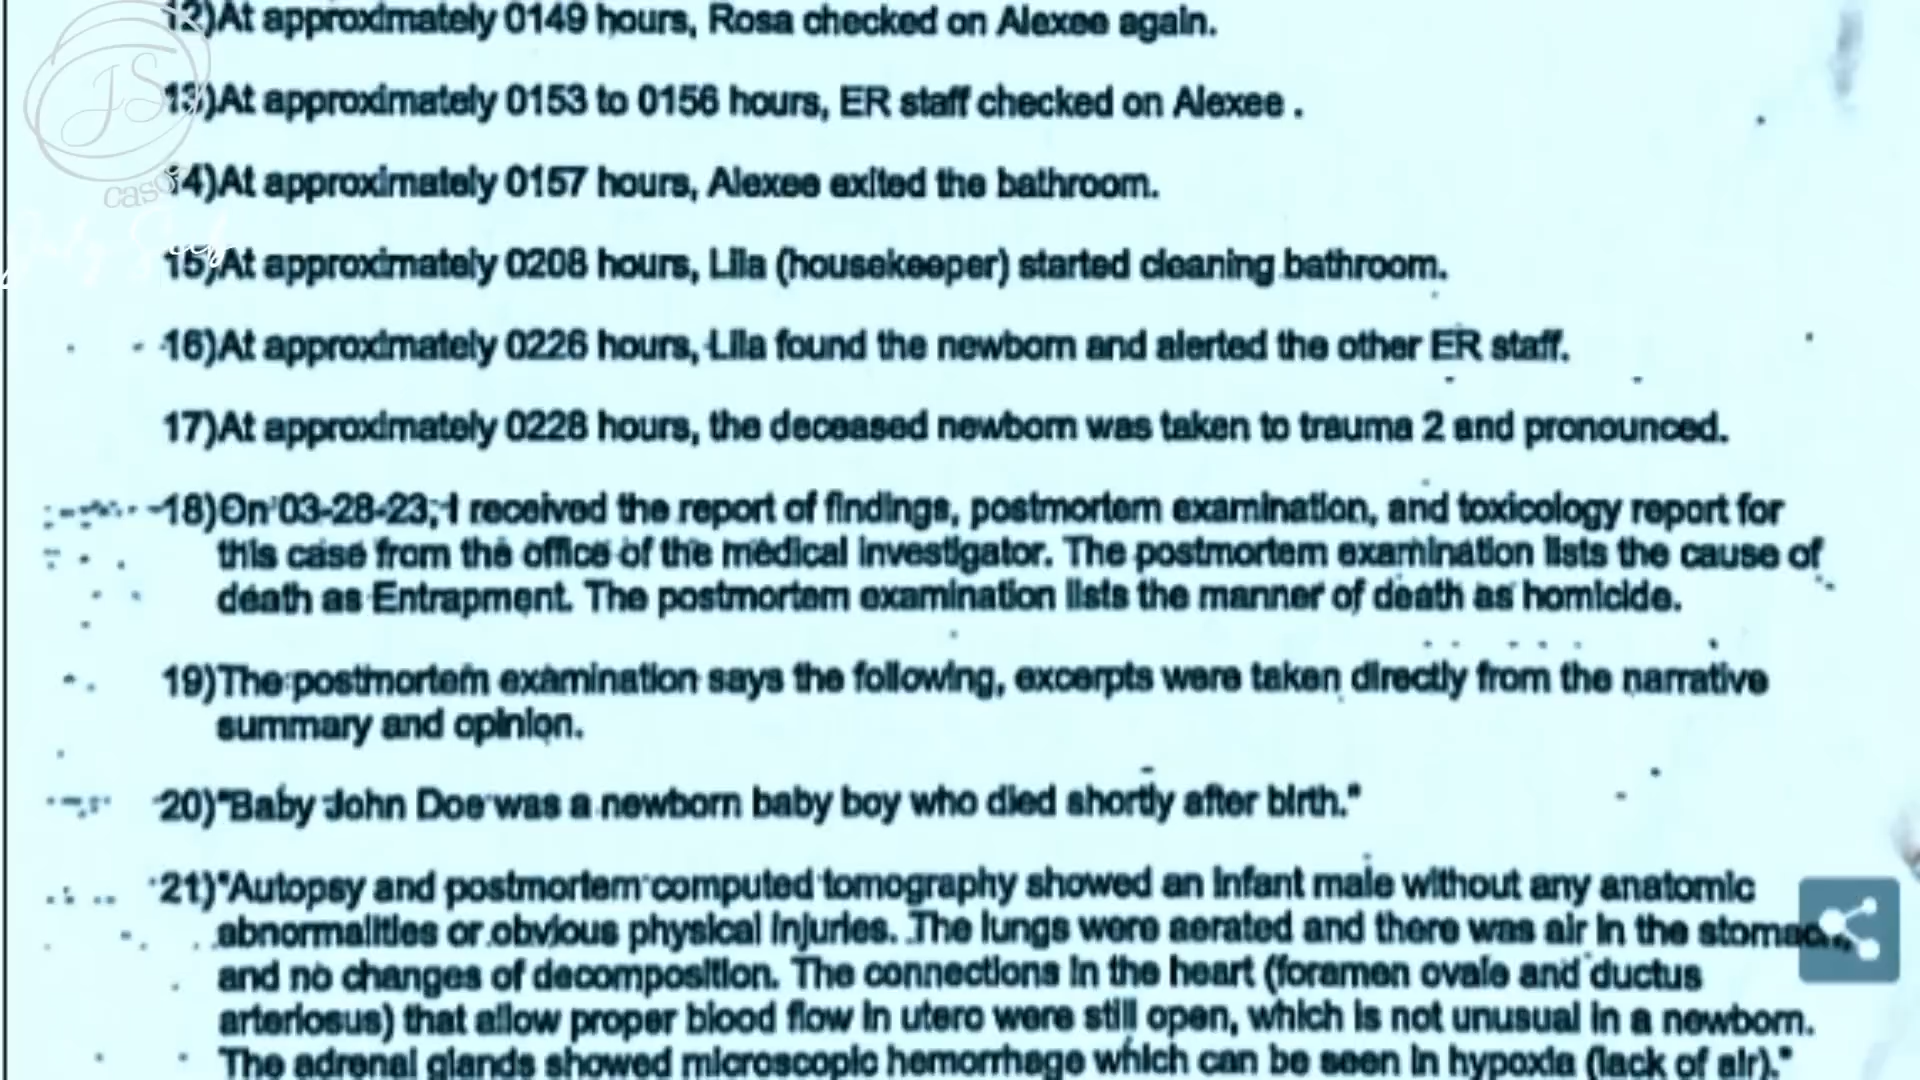 12)At approximately 0149 hours, Rosa checked on Alexee again.
13)At approximately 0153 to 0156 hours, ER staff checked on Alexee .
14)At approximately 0157 hours, Alexee exited the bathroom.
15)At approximately 0208 hours, Lila (housekeeper) started cleaning bathroom.
16)At approximately 0226 hours, Lila found the newborn and alerted the other ER staff.
17)At approximately 0228 hours, the deceased newborn was taken to trauma 2 and pronounced.
18)On 03-28-23, I received the report of findings, postmortem examination, and toxicology report for
this case from the office of the medical investigator. The postmortem examination lists the cause of
death as Entrapment. The postmortem examination lists the manner of death as homicide.
19)The postmortem examination says the following, excerpts were taken directly from the narrative
summary and opinion.
20)"Baby John Doe was a newborn baby boy who died shortly after birth."
21)"Autopsy and postmortem computed tomography showed an infant male without any anatomic
abnormalities or obvious physical injuries. The lungs were aerated and there was air in the stomach,
and no changes of decomposition. The connections in the heart (foramen ovale and ductus
arteriosus) that allow proper blood flow in utero were still open, which is not unusual in a newborn.
The adrenal glands showed microscopic hemorrhage which can be seen in hypoxia (lack of air)."
JS